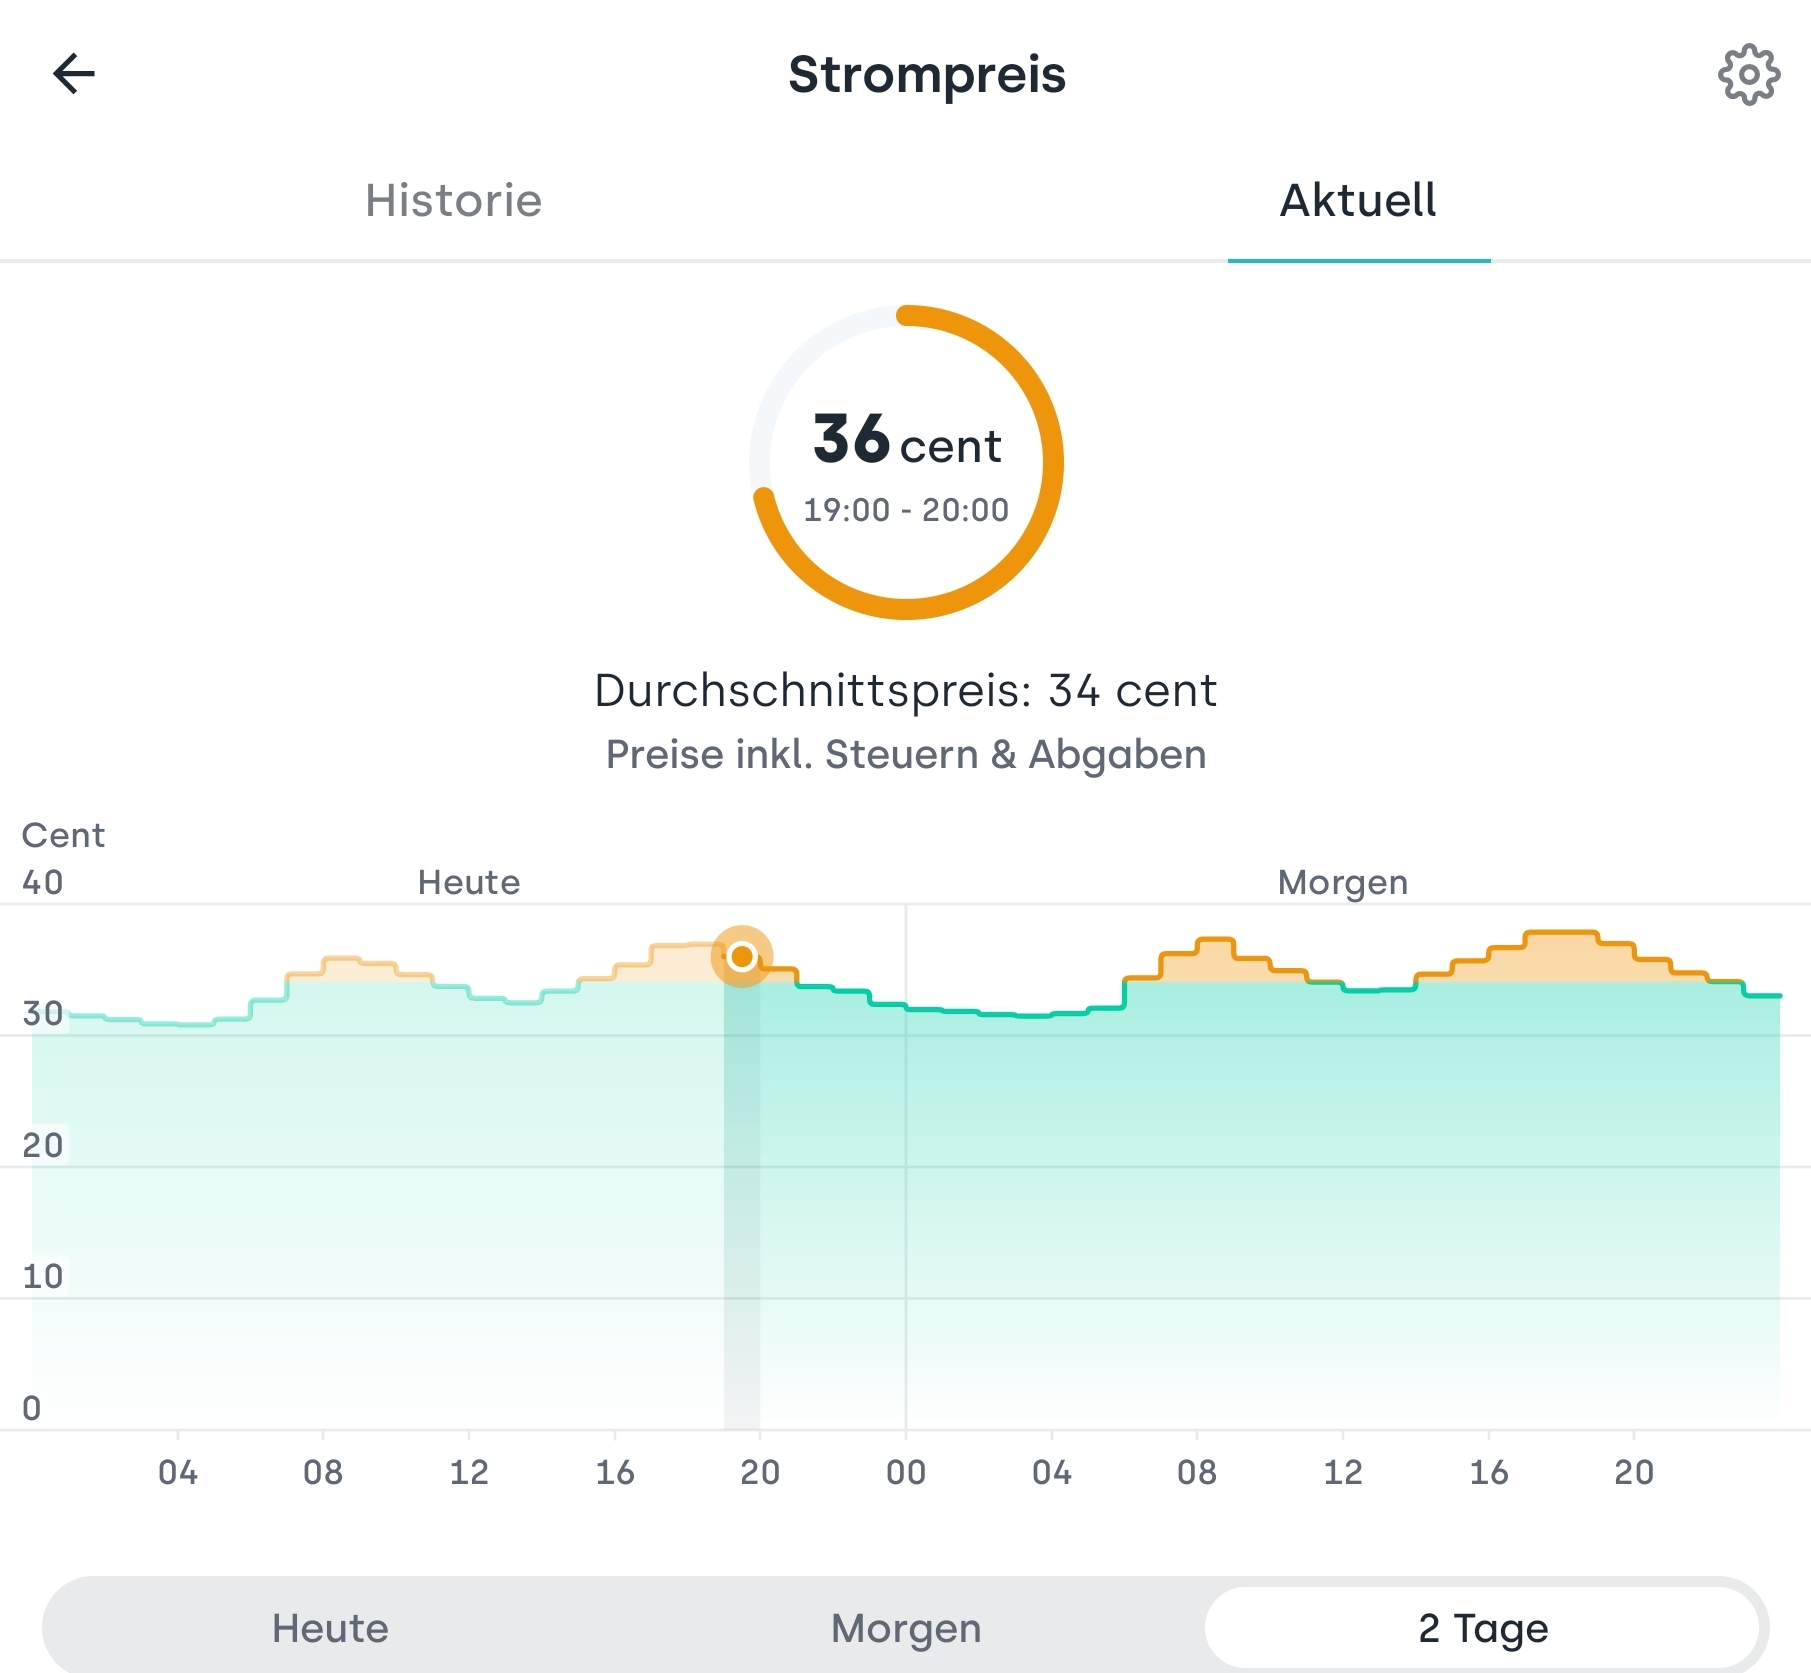 Strompreis
Historie Aktuell
36 cent
19:00 - 20:00
Durchschnittspreis: 34 cent
Preise inkl. Steuern & Abgaben
Cent
40 Heute Morgen
30
20
10
0
04 08 12 16 20 00 04 08 12 16 20
Heute Morgen 2 Tage